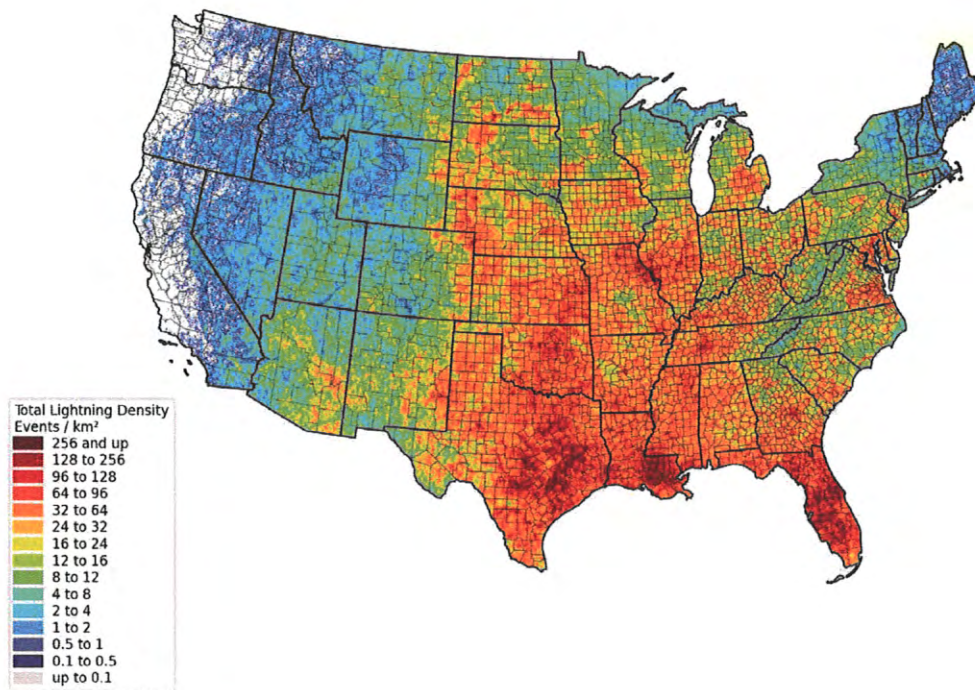 Total Lightning Density
Events / km²
256 and up
128 to 256
96 to 128
64 to 96
32 to 64
24 to 32
16 to 24
12 to 16
8 to 12
4 to 8
2 to 4
1 to 2
0.5 to 1
0.1 to 0.5
up to 0.1